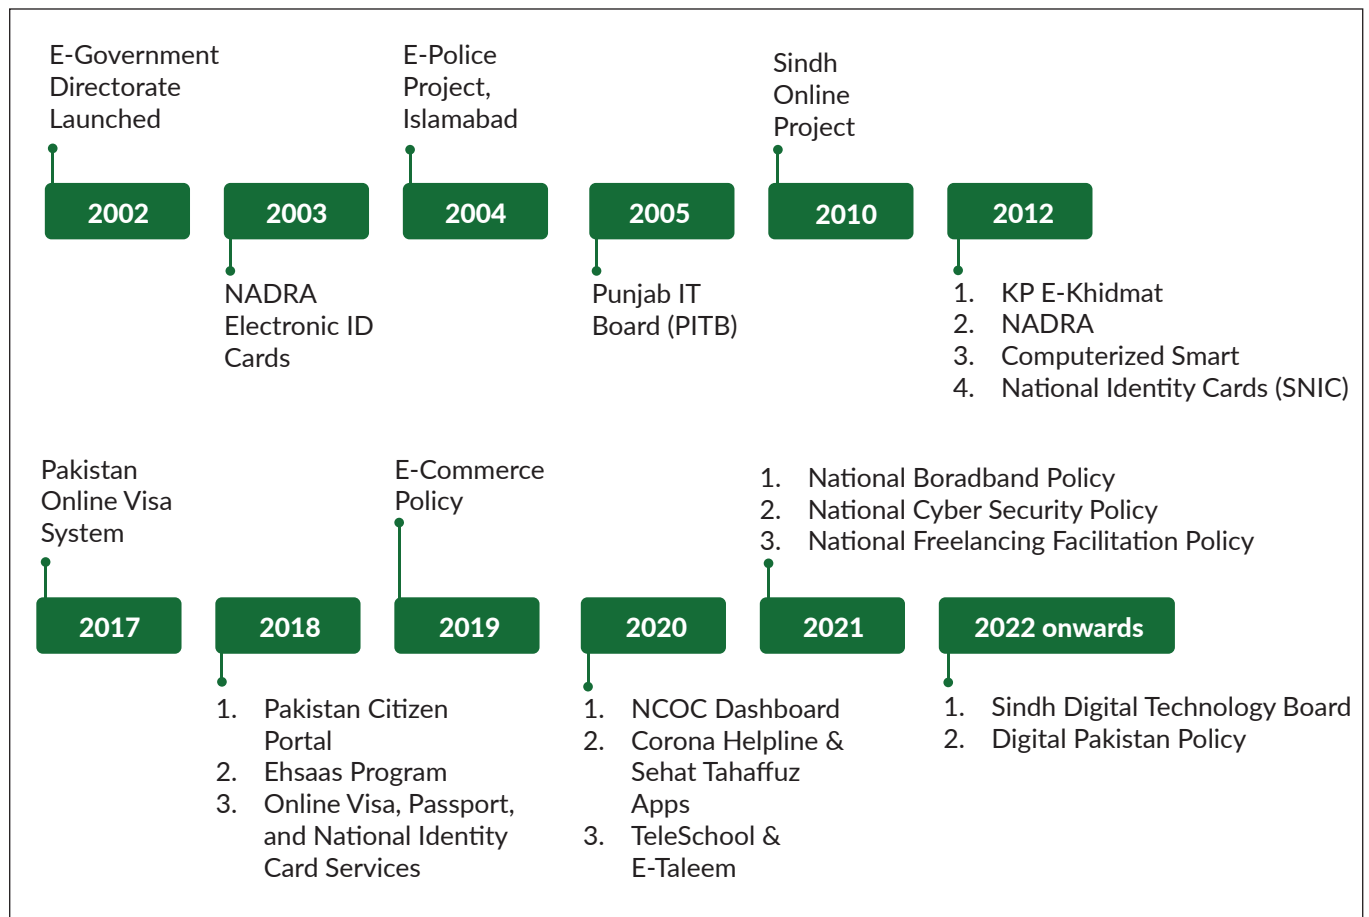 E-Government
Directorate
Launched
E-Police
Project,
Islamabad
Sindh
Online
Project
2002
2003
2004
2005
2010
2012
NADRA
Electronic ID
Cards
Punjab IT
Board (PITB)
1. KP E-Khidmat
2. NADRA
3. Computerized Smart
4. National Identity Cards (SNIC)
Pakistan
Online Visa
System
E-Commerce
Policy
1. National Boradband Policy
2. National Cyber Security Policy
3. National Freelancing Facilitation Policy
2017
2018
2019
2020
2021
2022 onwards
1. Pakistan Citizen
Portal
2. Ehsaas Program
3. Online Visa, Passport,
and National Identity
Card Services
1. NCOC Dashboard
2. Corona Helpline &
Sehat Tahaffuz
Apps
3. TeleSchool &
E-Taleem
1. Sindh Digital Technology Board
2. Digital Pakistan Policy